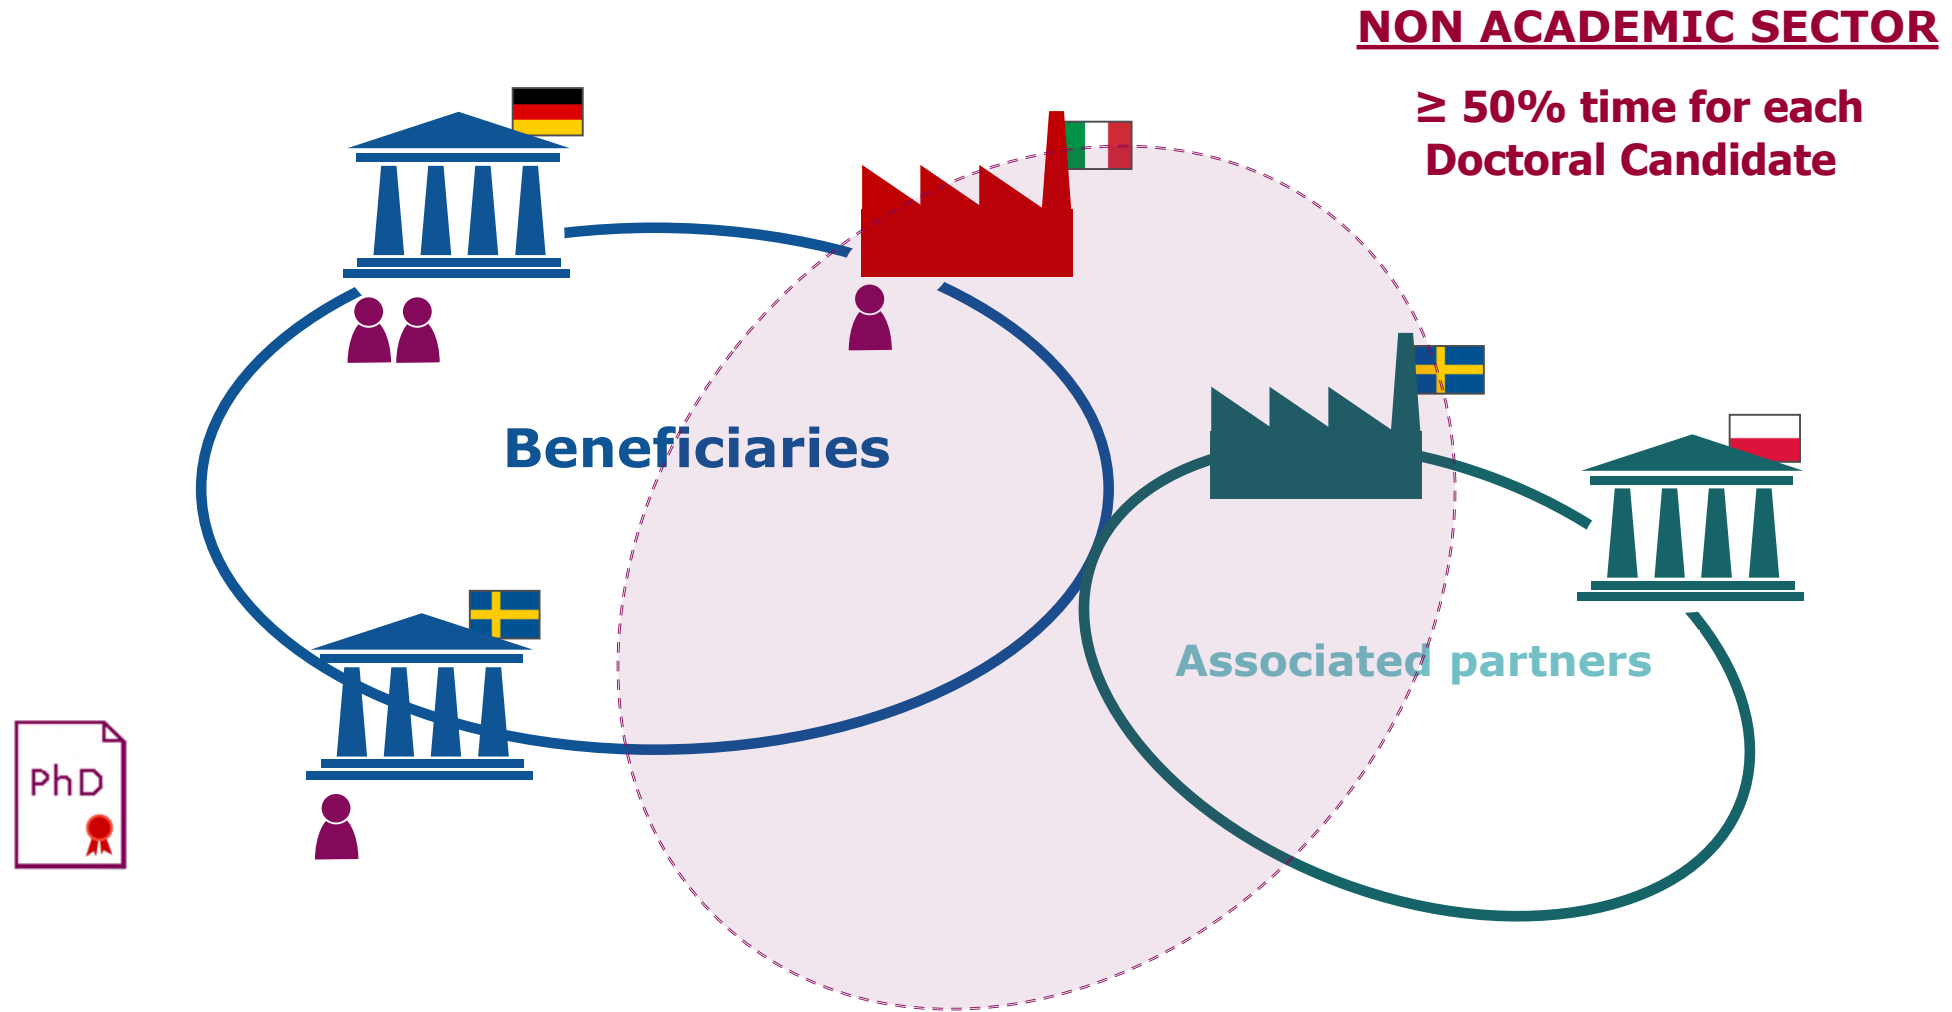 NON ACADEMIC SECTOR
≥ 50% time for each
Doctoral Candidate
Beneficiaries
Associated partners
PhD